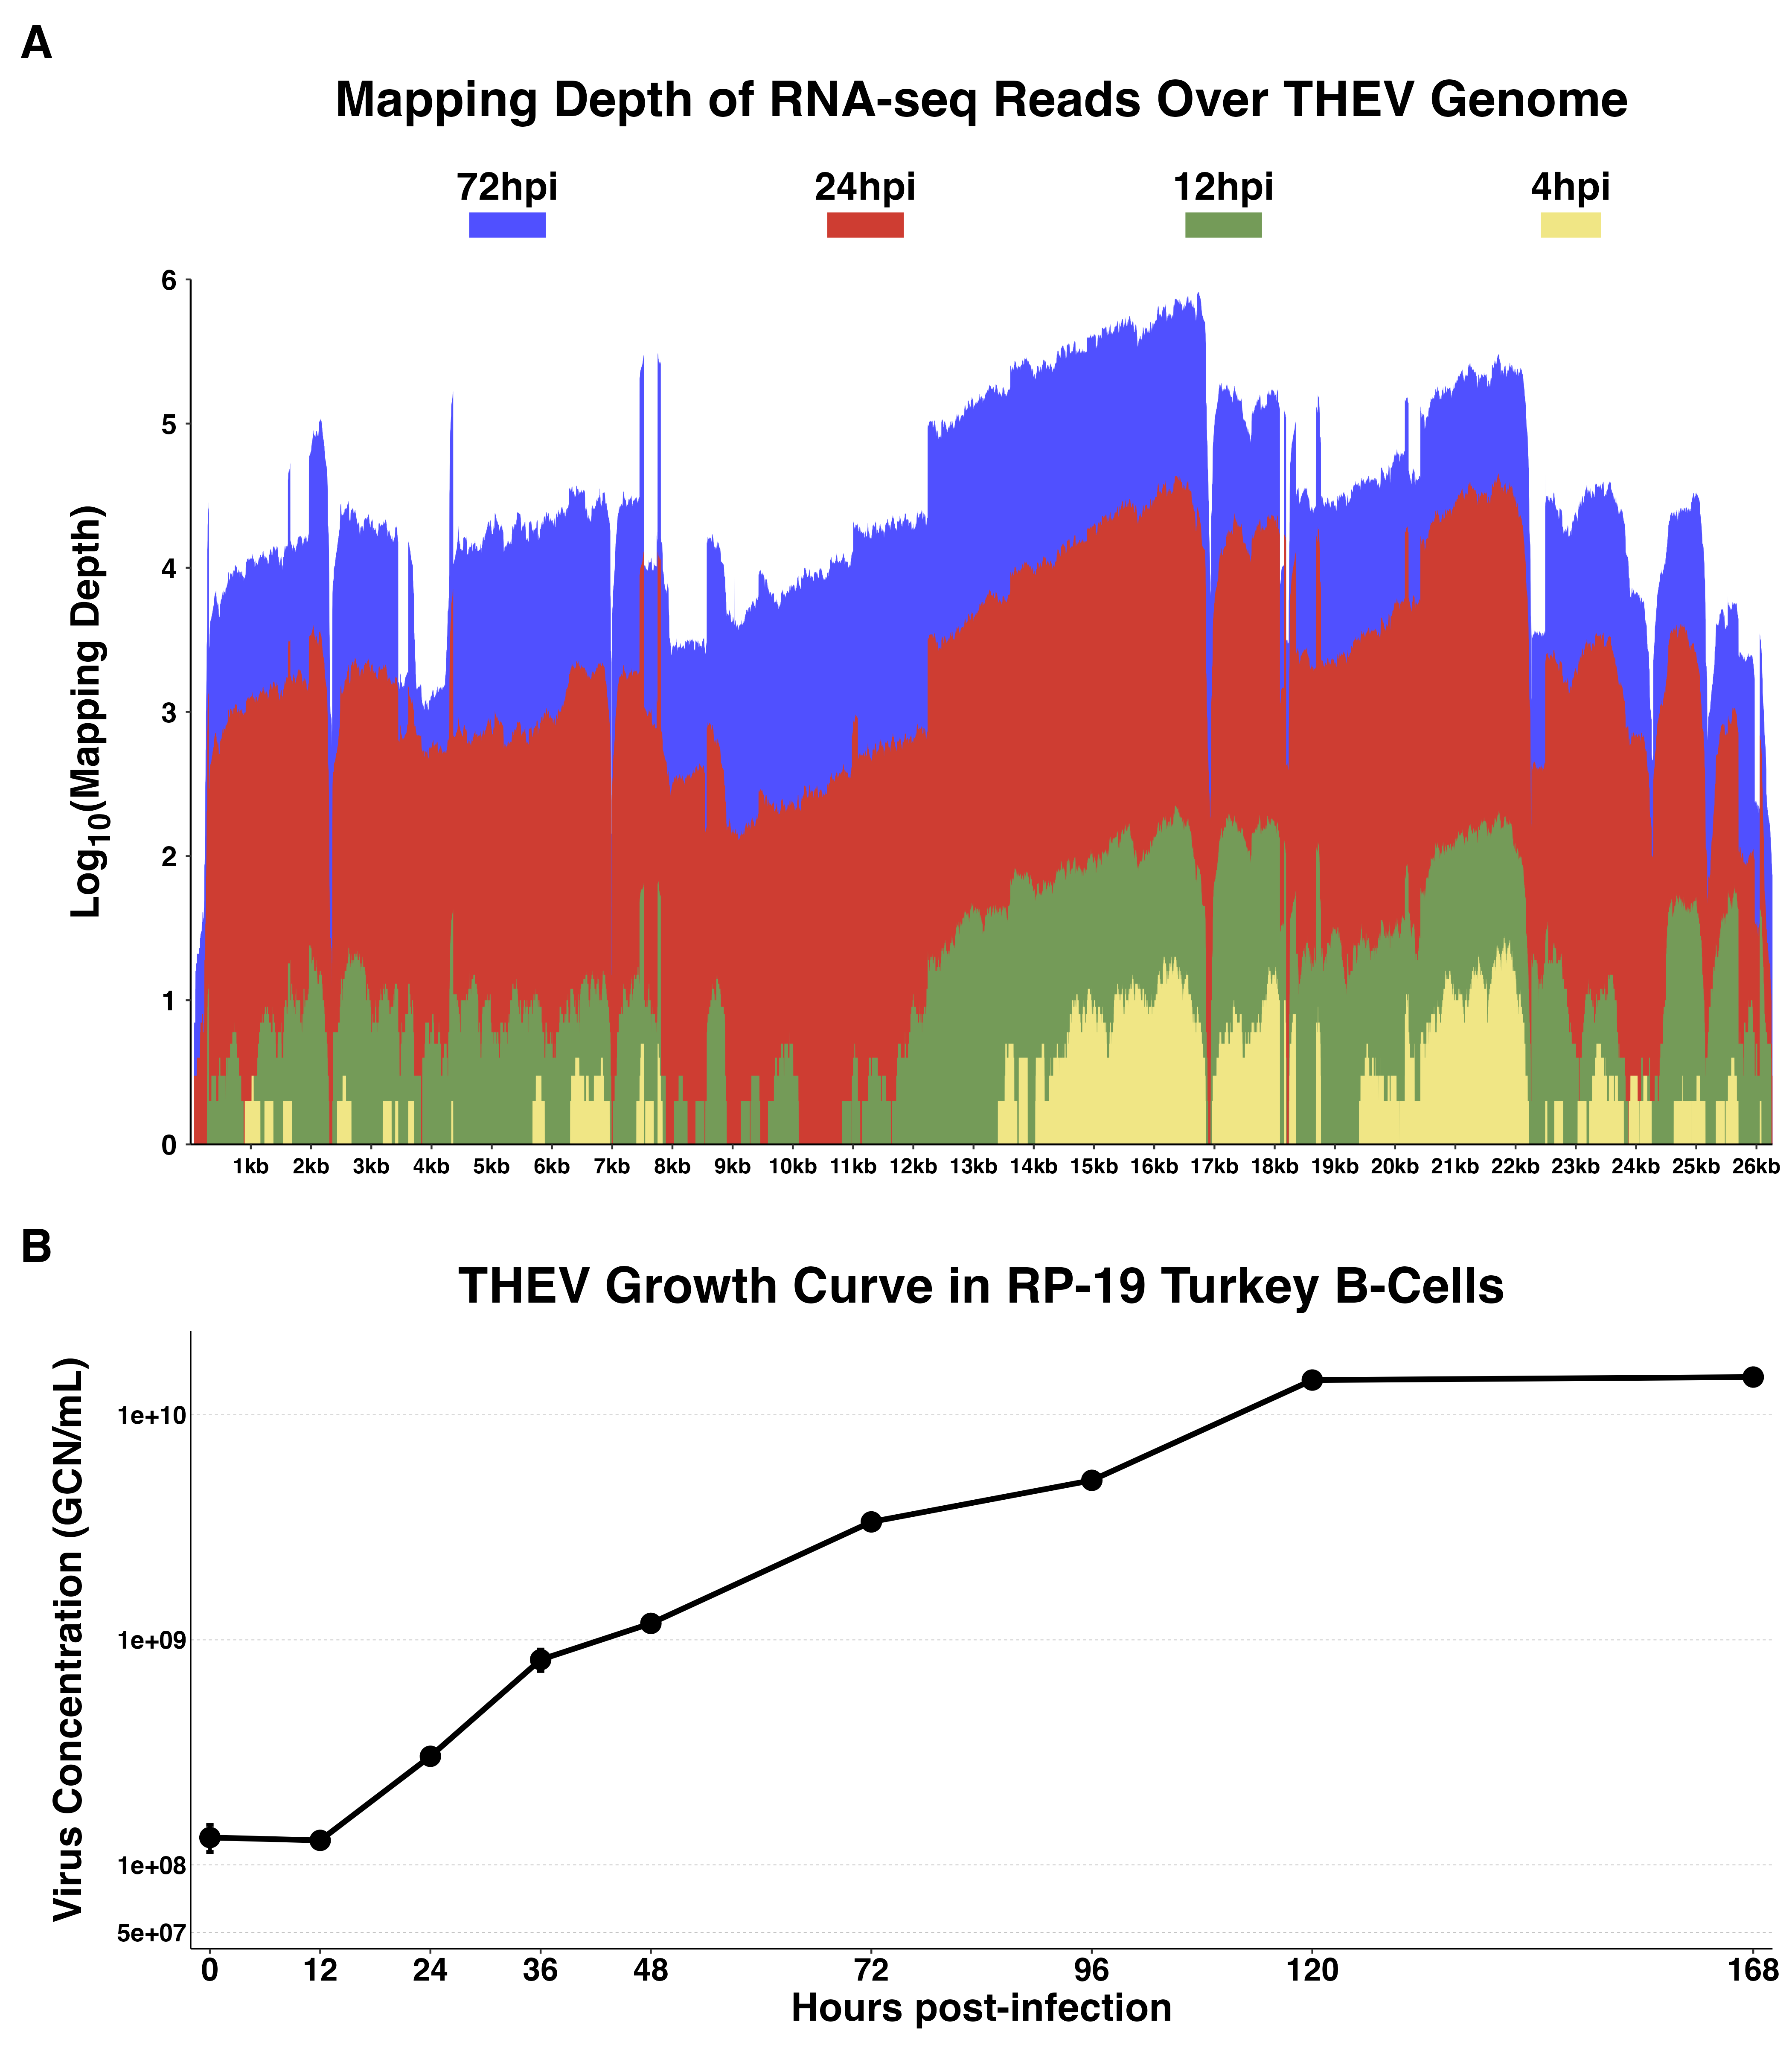 A
Mapping Depth of RNA-seq Reads Over THEV Genome
72hpi 24hpi 12hpi 4hpi
Log10(Mapping Depth)
6
5
4
3
2
1
0
1kb 2kb 3kb 4kb 5kb 6kb 7kb 8kb 9kb 10kb 11kb 12kb 13kb 14kb 15kb 16kb 17kb 18kb 19kb 20kb 21kb 22kb 23kb 24kb 25kb 26kb
B
THEV Growth Curve in RP-19 Turkey B-Cells
Virus Concentration (GCN/mL)
1e+10
1e+09
1e+08
5e+07
0 12 24 36 48 72 96 120 168
Hours post-infection